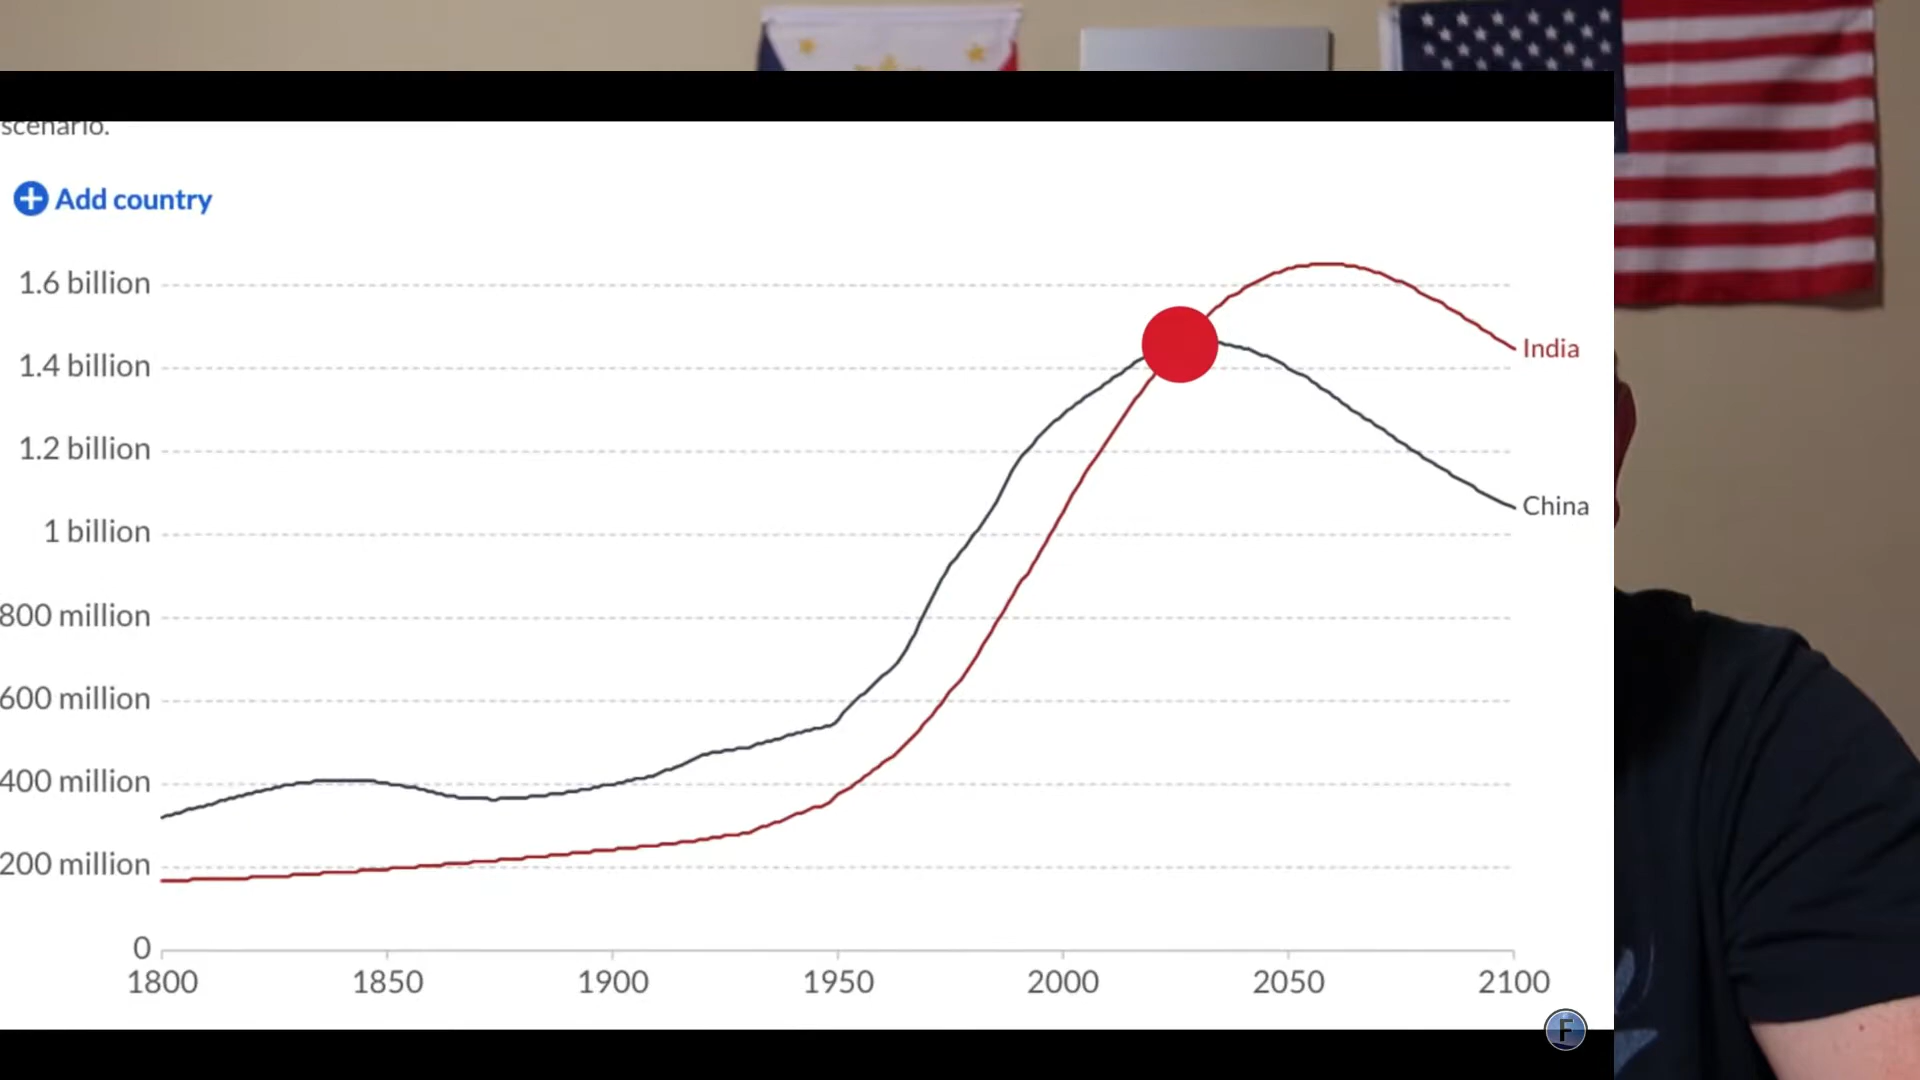 scenario.
Add country
1.6 billion
1.4 billion
India
1.2 billion
China
1 billion
800 million
600 million
400 million
200 million
0
1800 1850 1900 1950 2000 2050 2100
F